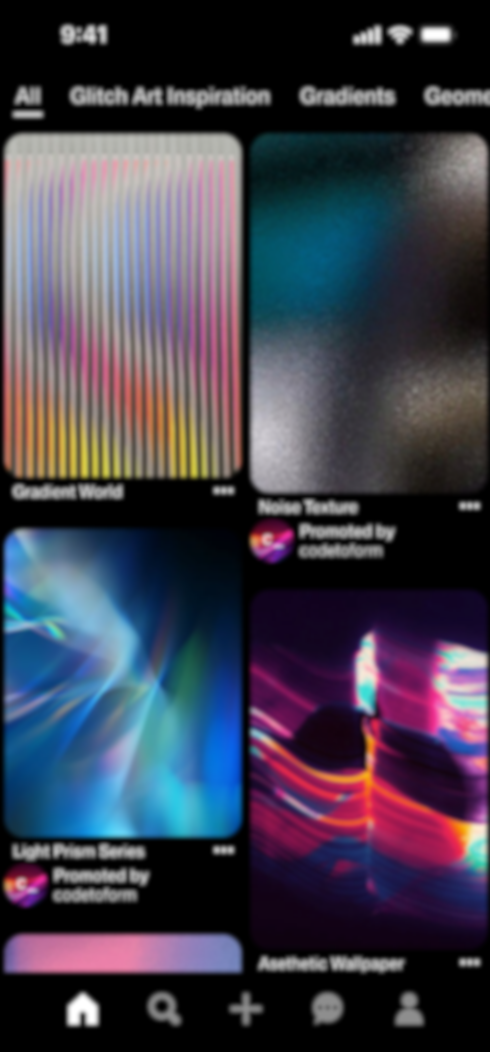 9:41
All Glitch Art Inspiration Gradients Geome
Gradient World
Noise Texture
Promoted by
codetoform
Light Prism Series
Promoted by
codetoform
Asethetic Wallpaper